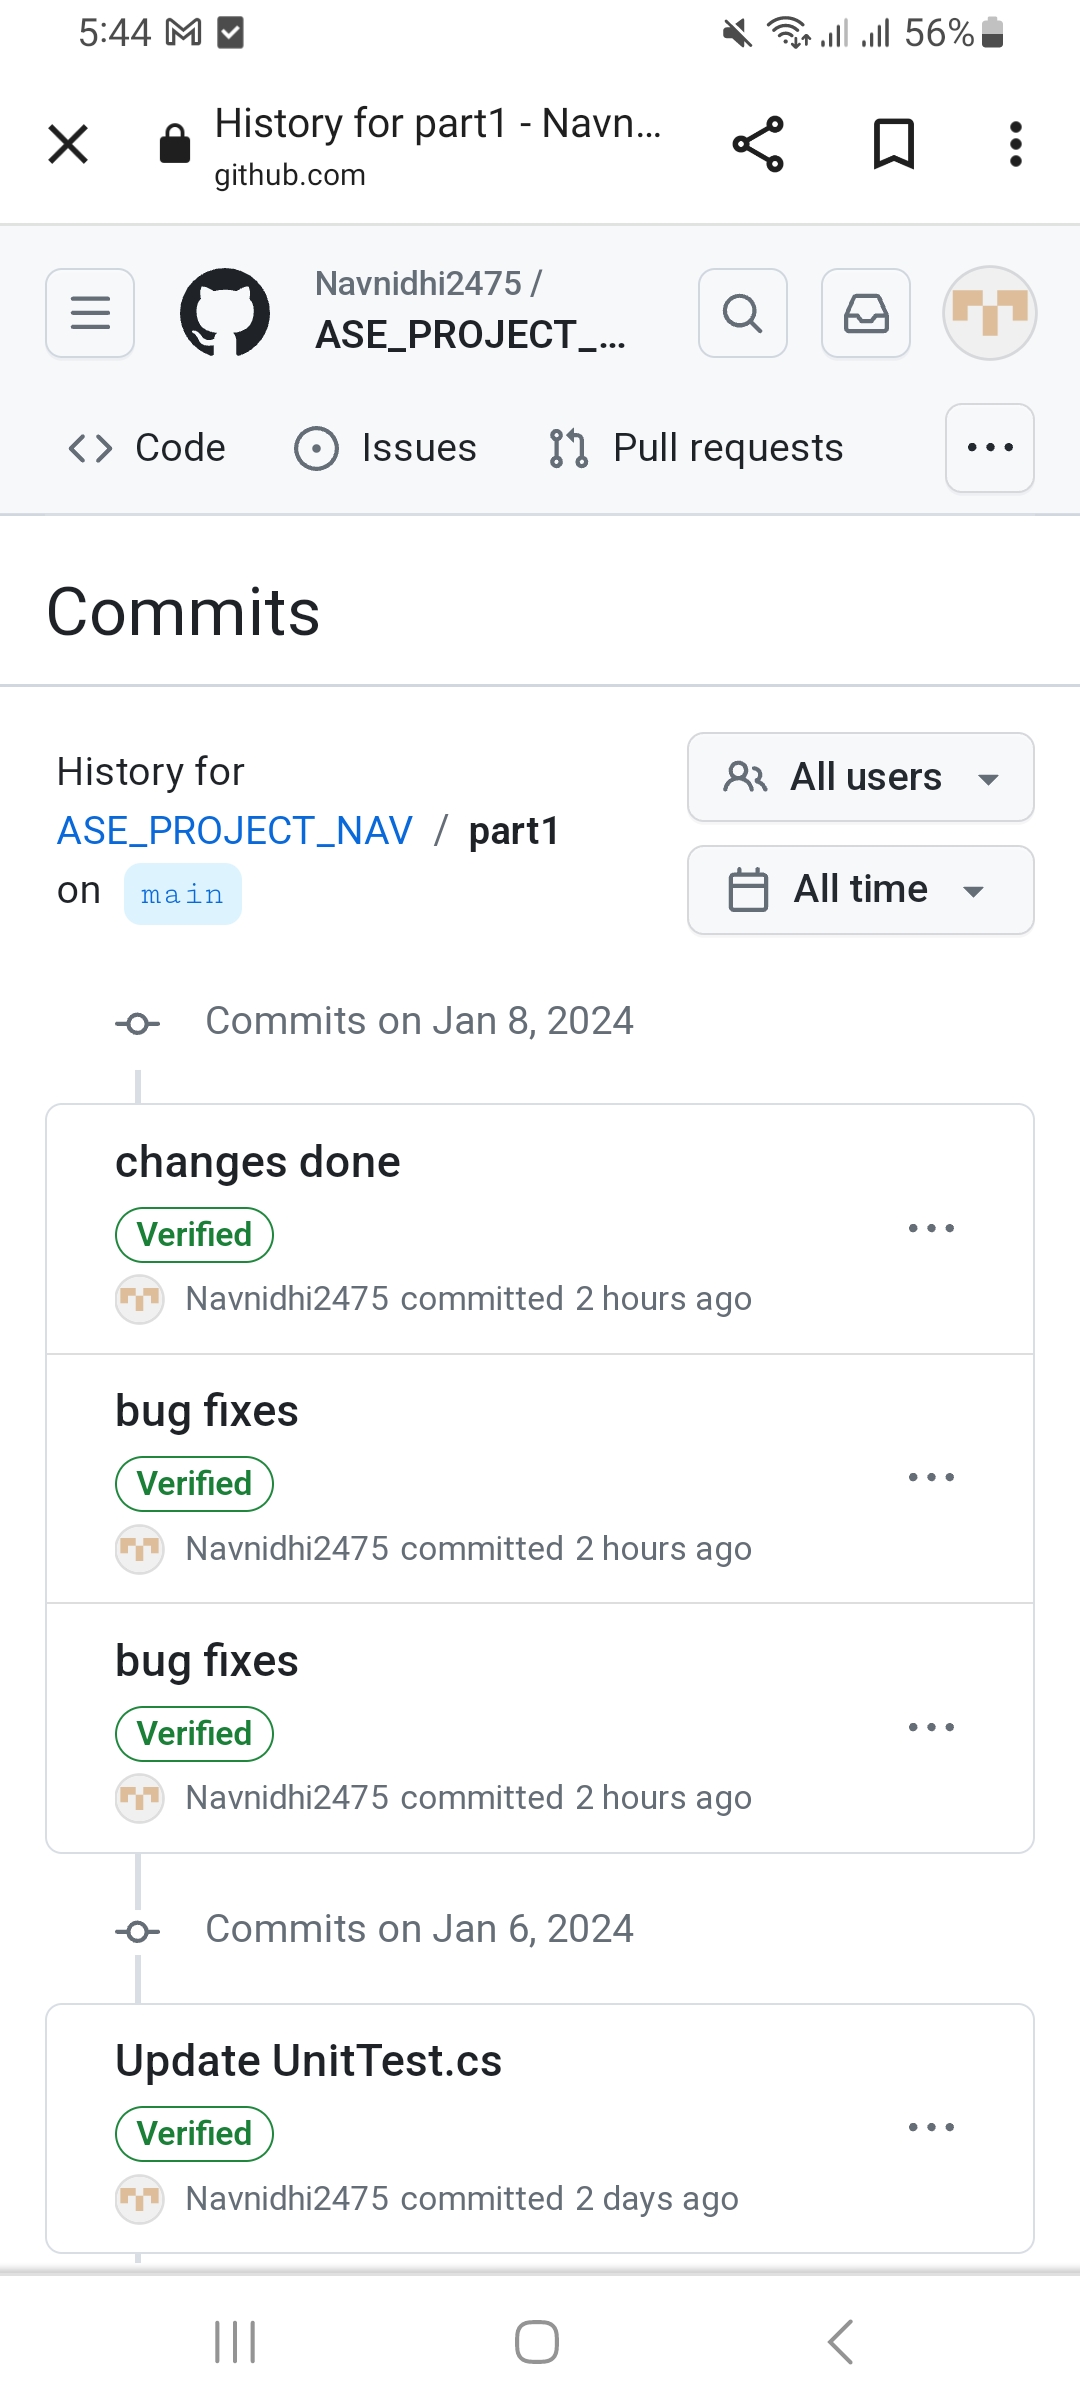 5:44
56%
History for part1 - Navn...
github.com
Navnidhi2475 /
ASE_PROJECT_...
Code
Issues
Pull requests
Commits
History for
ASE_PROJECT_NAV / part1
on main
All users
All time
Commits on Jan 8, 2024
changes done
Verified
Navnidhi2475 committed 2 hours ago
bug fixes
Verified
Navnidhi2475 committed 2 hours ago
bug fixes
Verified
Navnidhi2475 committed 2 hours ago
Commits on Jan 6, 2024
Update UnitTest.cs
Verified
Navnidhi2475 committed 2 days ago